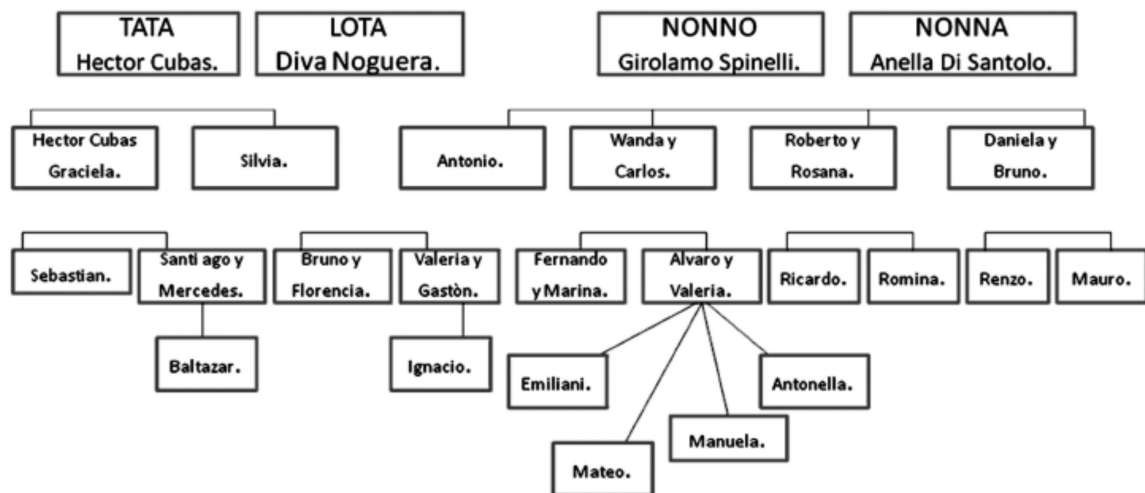 TATA
Hector Cubas.
LOTA
Diva Noguera.
NONNO
Girolamo Spinelli.
NONNA
Anella Di Santolo.
Hector Cubas
Graciela.
Silvia.
Antonio.
Wanda y
Carlos.
Roberto y
Rosana.
Daniela y
Bruno.
Sebastian.
Santi ago y
Mercedes.
Bruno y
Florencia.
Valeria y
Gastòn.
Fernando
y Marina.
Alvaro y
Valeria.
Ricardo.
Romina.
Renzo.
Mauro.
Baltazar.
Ignacio.
Emiliani.
Antonella.
Manuela.
Mateo.